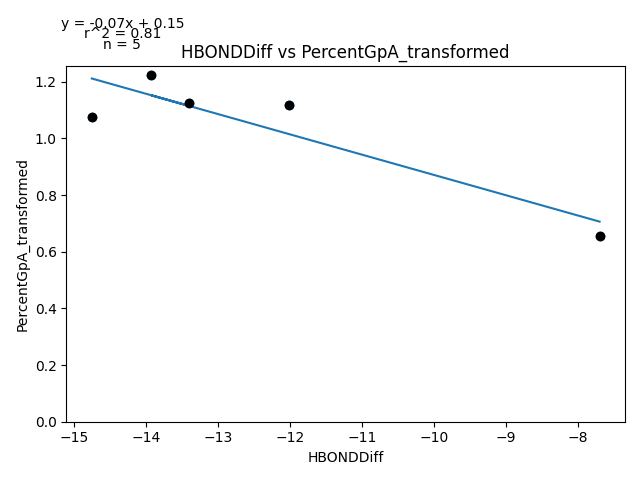 y = -0.07x + 0.15
r^2 = 0.81
n = 5
HBONDDiff vs PercentGpA_transformed
PercentGpA_transformed
1.2
1.0
0.8
0.6
0.4
0.2
0.0
−15 −14 −13 −12 −11 −10 −9 −8
HBONDDiff